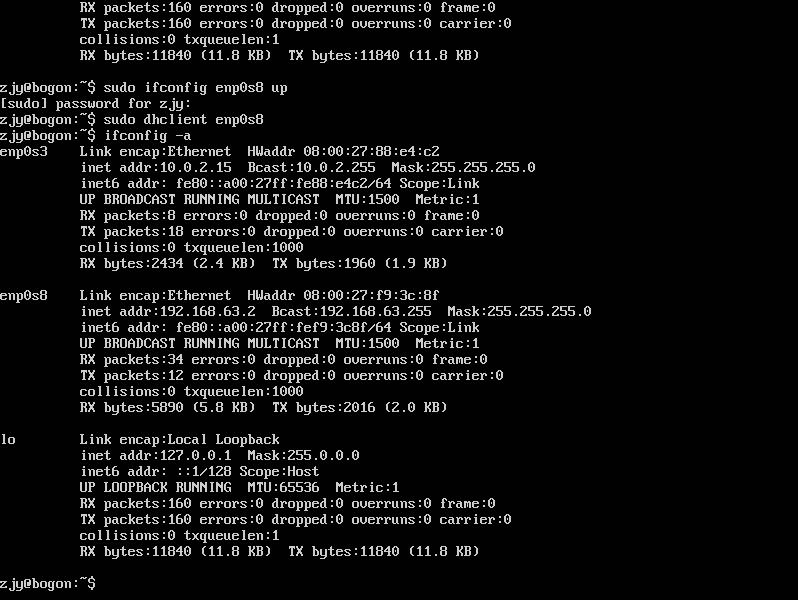 RX packets:160 errors:0 dropped:0 overruns:0 frame:0
TX packets:160 errors:0 dropped:0 overruns:0 carrier:0
collisions:0 txqueuelen:1
RX bytes:11840 (11.8 KB)  TX bytes:11840 (11.8 KB)
zjy@bogon:~$ sudo ifconfig enp0s8 up
[sudo] password for zjy:
zjy@bogon:~$ sudo dhclient enp0s8
zjy@bogon:~$ ifconfig -a
enp0s3    Link encap:Ethernet  HWaddr 08:00:27:88:e4:c2
inet addr:10.0.2.15  Bcast:10.0.2.255  Mask:255.255.255.0
inet6 addr: fe80::a00:27ff:fe88:e4c2/64 Scope:Link
UP BROADCAST RUNNING MULTICAST  MTU:1500  Metric:1
RX packets:8 errors:0 dropped:0 overruns:0 frame:0
TX packets:18 errors:0 dropped:0 overruns:0 carrier:0
collisions:0 txqueuelen:1000
RX bytes:2434 (2.4 KB)  TX bytes:1960 (1.9 KB)
enp0s8    Link encap:Ethernet  HWaddr 08:00:27:f9:3c:8f
inet addr:192.168.63.2  Bcast:192.168.63.255  Mask:255.255.255.0
inet6 addr: fe80::a00:27ff:fef9:3c8f/64 Scope:Link
UP BROADCAST RUNNING MULTICAST  MTU:1500  Metric:1
RX packets:34 errors:0 dropped:0 overruns:0 frame:0
TX packets:12 errors:0 dropped:0 overruns:0 carrier:0
collisions:0 txqueuelen:1000
RX bytes:5890 (5.8 KB)  TX bytes:2016 (2.0 KB)
lo        Link encap:Local Loopback
inet addr:127.0.0.1  Mask:255.0.0.0
inet6 addr: ::1/128 Scope:Host
UP LOOPBACK RUNNING  MTU:65536  Metric:1
RX packets:160 errors:0 dropped:0 overruns:0 frame:0
TX packets:160 errors:0 dropped:0 overruns:0 carrier:0
collisions:0 txqueuelen:1
RX bytes:11840 (11.8 KB)  TX bytes:11840 (11.8 KB)
zjy@bogon:~$